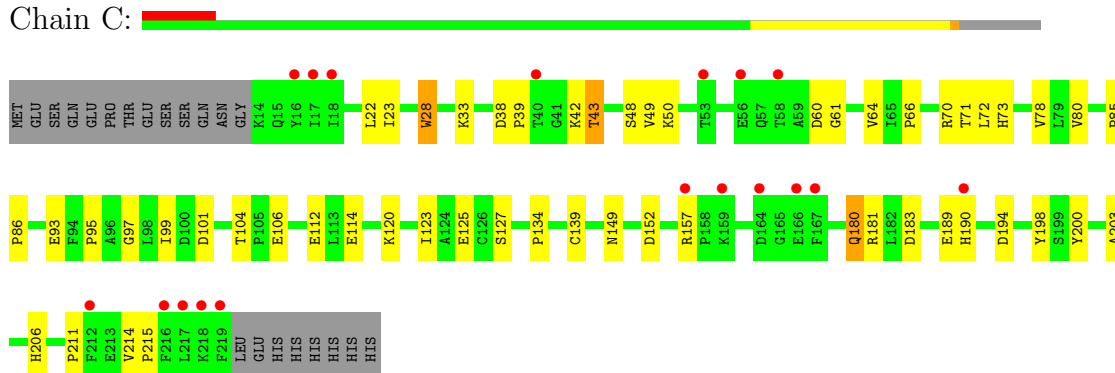 Chain C:
MET GLU SER GLN GLU PRO THR GLU SER SER GLN ASN GLY K14 Q15 Y16 I17 I18 L22 I23 W28 K33 D38 P39 T40 G41 K42 T43 S48 V49 K50 T53 E56 Q57 T58 A59 D60 G61 V64 I65 P66 R70 T71 L72 H73 V78 L79 V80
P86 E93 F94 P95 A96 G97 L98 I99 D100 D101 T104 P105 E106 E112 L113 E114 K120 I123 A124 E125 C126 S127 P134 C139 N149 D152 R157 P158 K159 D164 G165 E166 F167 Q180 R181 L182 D183 E189 H190 D194 Y198 S199 Y200 A203
H206 P211 F212 E213 V214 P215 F216 L217 K218 F219 LEU GLU HIS HIS HIS HIS HIS HIS